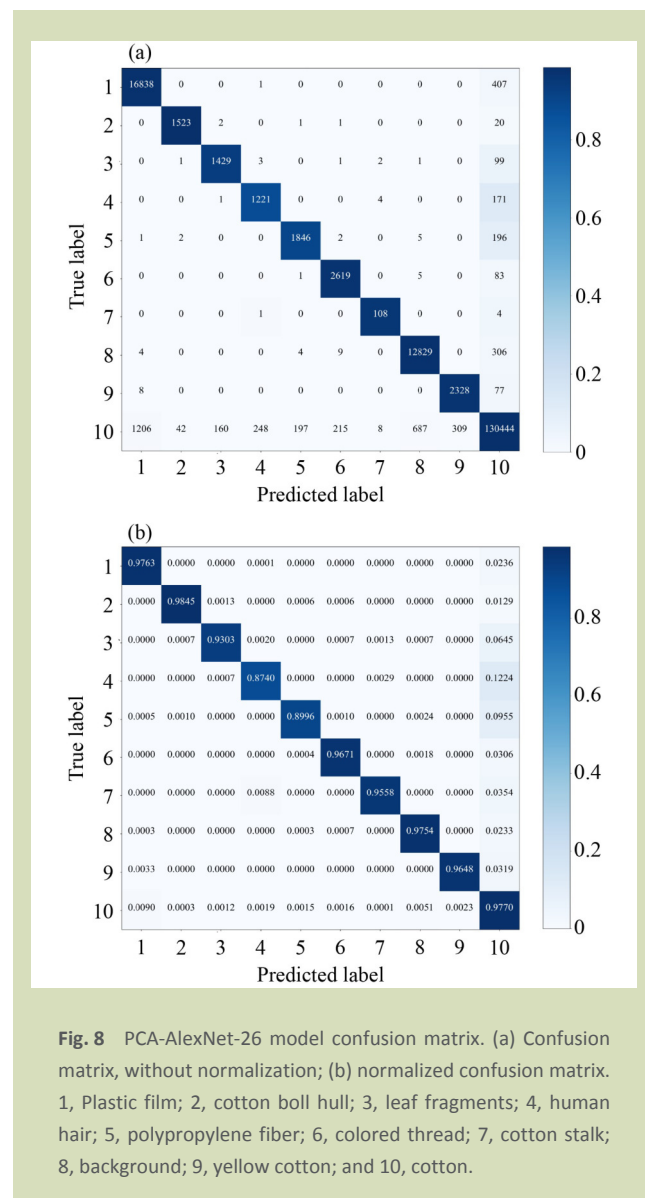 (a)
1 16838 0 0 1 0 0 0 0 0 407
2 0 1523 2 0 1 1 0 0 0 20
0.8
3 0 1 1429 3 0 1 2 1 0 99
4 0 0 1 1221 0 0 4 0 0 171
0.6
5 1 2 0 0 1846 2 0 5 0 196
6 0 0 0 0 1 2619 0 5 0 83
True label
0.4
7 0 0 0 1 0 0 108 0 0 4
8 4 0 0 0 4 9 0 12829 0 306
0.2
9 8 0 0 0 0 0 0 0 2328 77
10 1206 42 160 248 197 215 8 687 309 130444
0
1 2 3 4 5 6 7 8 9 10
Predicted label
(b)
1 0.9763 0.0000 0.0000 0.0001 0.0000 0.0000 0.0000 0.0000 0.0000 0.0236
2 0.0000 0.9845 0.0013 0.0000 0.0006 0.0006 0.0000 0.0000 0.0000 0.0129
0.8
3 0.0000 0.0007 0.9303 0.0020 0.0000 0.0007 0.0013 0.0007 0.0000 0.0645
4 0.0000 0.0000 0.0007 0.8740 0.0000 0.0000 0.0029 0.0000 0.0000 0.1224
0.6
5 0.0005 0.0010 0.0000 0.0000 0.8996 0.0010 0.0000 0.0024 0.0000 0.0955
6 0.0000 0.0000 0.0000 0.0000 0.0004 0.9671 0.0000 0.0018 0.0000 0.0306
True label
0.4
7 0.0000 0.0000 0.0000 0.0088 0.0000 0.0000 0.9558 0.0000 0.0000 0.0354
8 0.0003 0.0000 0.0000 0.0000 0.0003 0.0007 0.0000 0.9754 0.0000 0.0233
0.2
9 0.0033 0.0000 0.0000 0.0000 0.0000 0.0000 0.0000 0.0000 0.9648 0.0319
10 0.0090 0.0003 0.0012 0.0019 0.0015 0.0016 0.0001 0.0051 0.0023 0.9770
0
1 2 3 4 5 6 7 8 9 10
Predicted label
Fig. 8 PCA-AlexNet-26 model confusion matrix. (a) Confusion
matrix, without normalization; (b) normalized confusion matrix.
1, Plastic film; 2, cotton boll hull; 3, leaf fragments; 4, human
hair; 5, polypropylene fiber; 6, colored thread; 7, cotton stalk;
8, background; 9, yellow cotton; and 10, cotton.